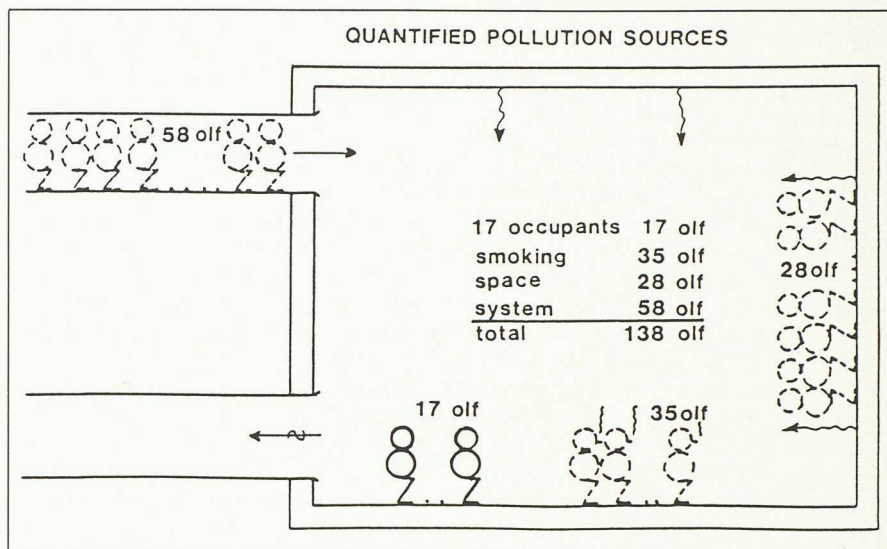 QUANTIFIED POLLUTION SOURCES
58 olf
17 occupants 17 olf
smoking 35 olf
space 28 olf
system 58 olf
total 138 olf
28olf
17 olf
35olf